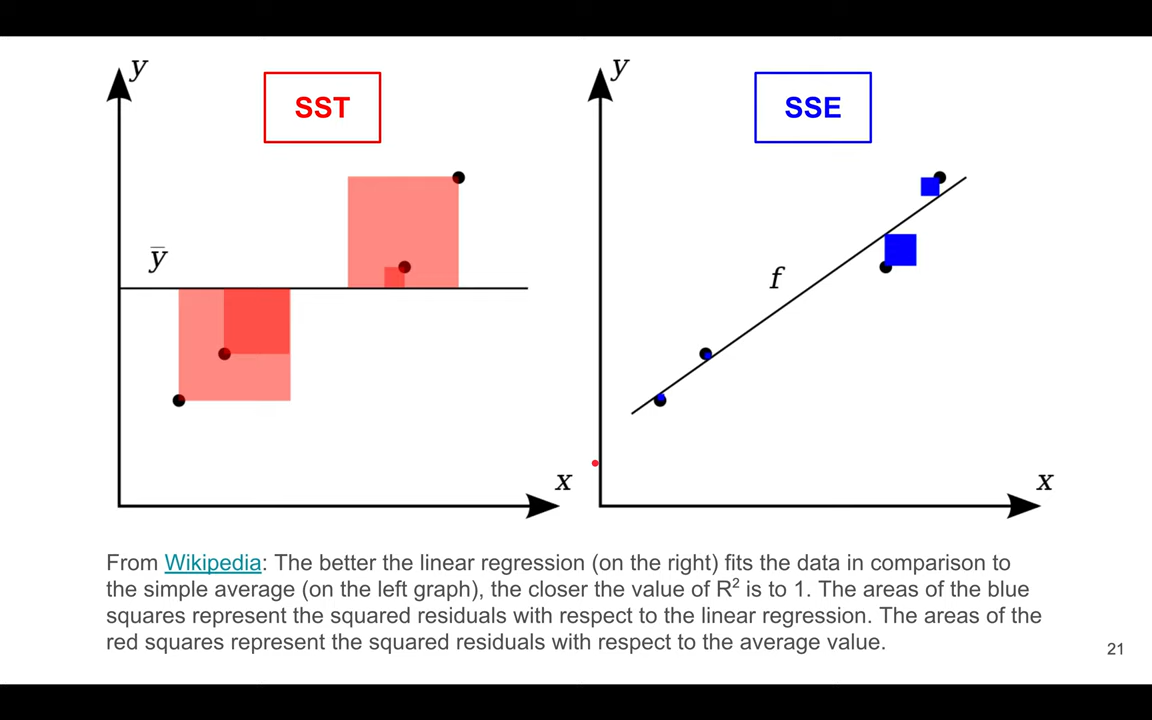 y
SST
y
SSE
y̅
f
x
x
From Wikipedia: The better the linear regression (on the right) fits the data in comparison to
the simple average (on the left graph), the closer the value of R² is to 1. The areas of the blue
squares represent the squared residuals with respect to the linear regression. The areas of the
red squares represent the squared residuals with respect to the average value.
21